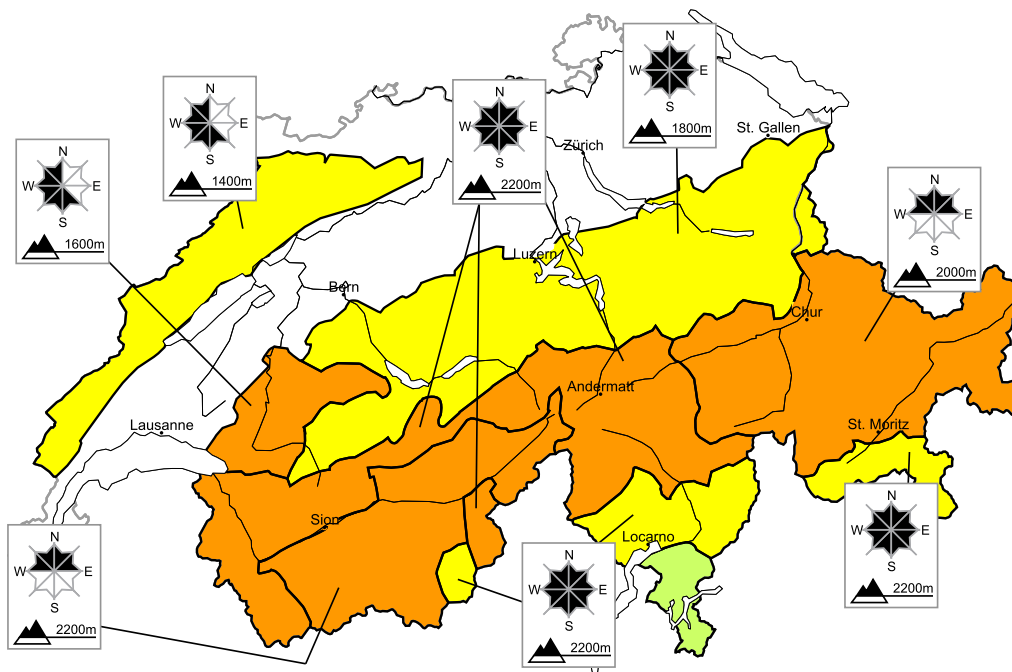 N
W E
S
1800m
N
W E
S
1400m
N
W E
S
2200m
Zürich
St. Gallen
N
W E
S
1600m
N
W E
S
2000m
Luzern
Bern
Chur
Andermatt
Lausanne
St. Moritz
Sion
Locarno
N
W E
S
2200m
N
W E
S
2200m
N
W E
S
2200m